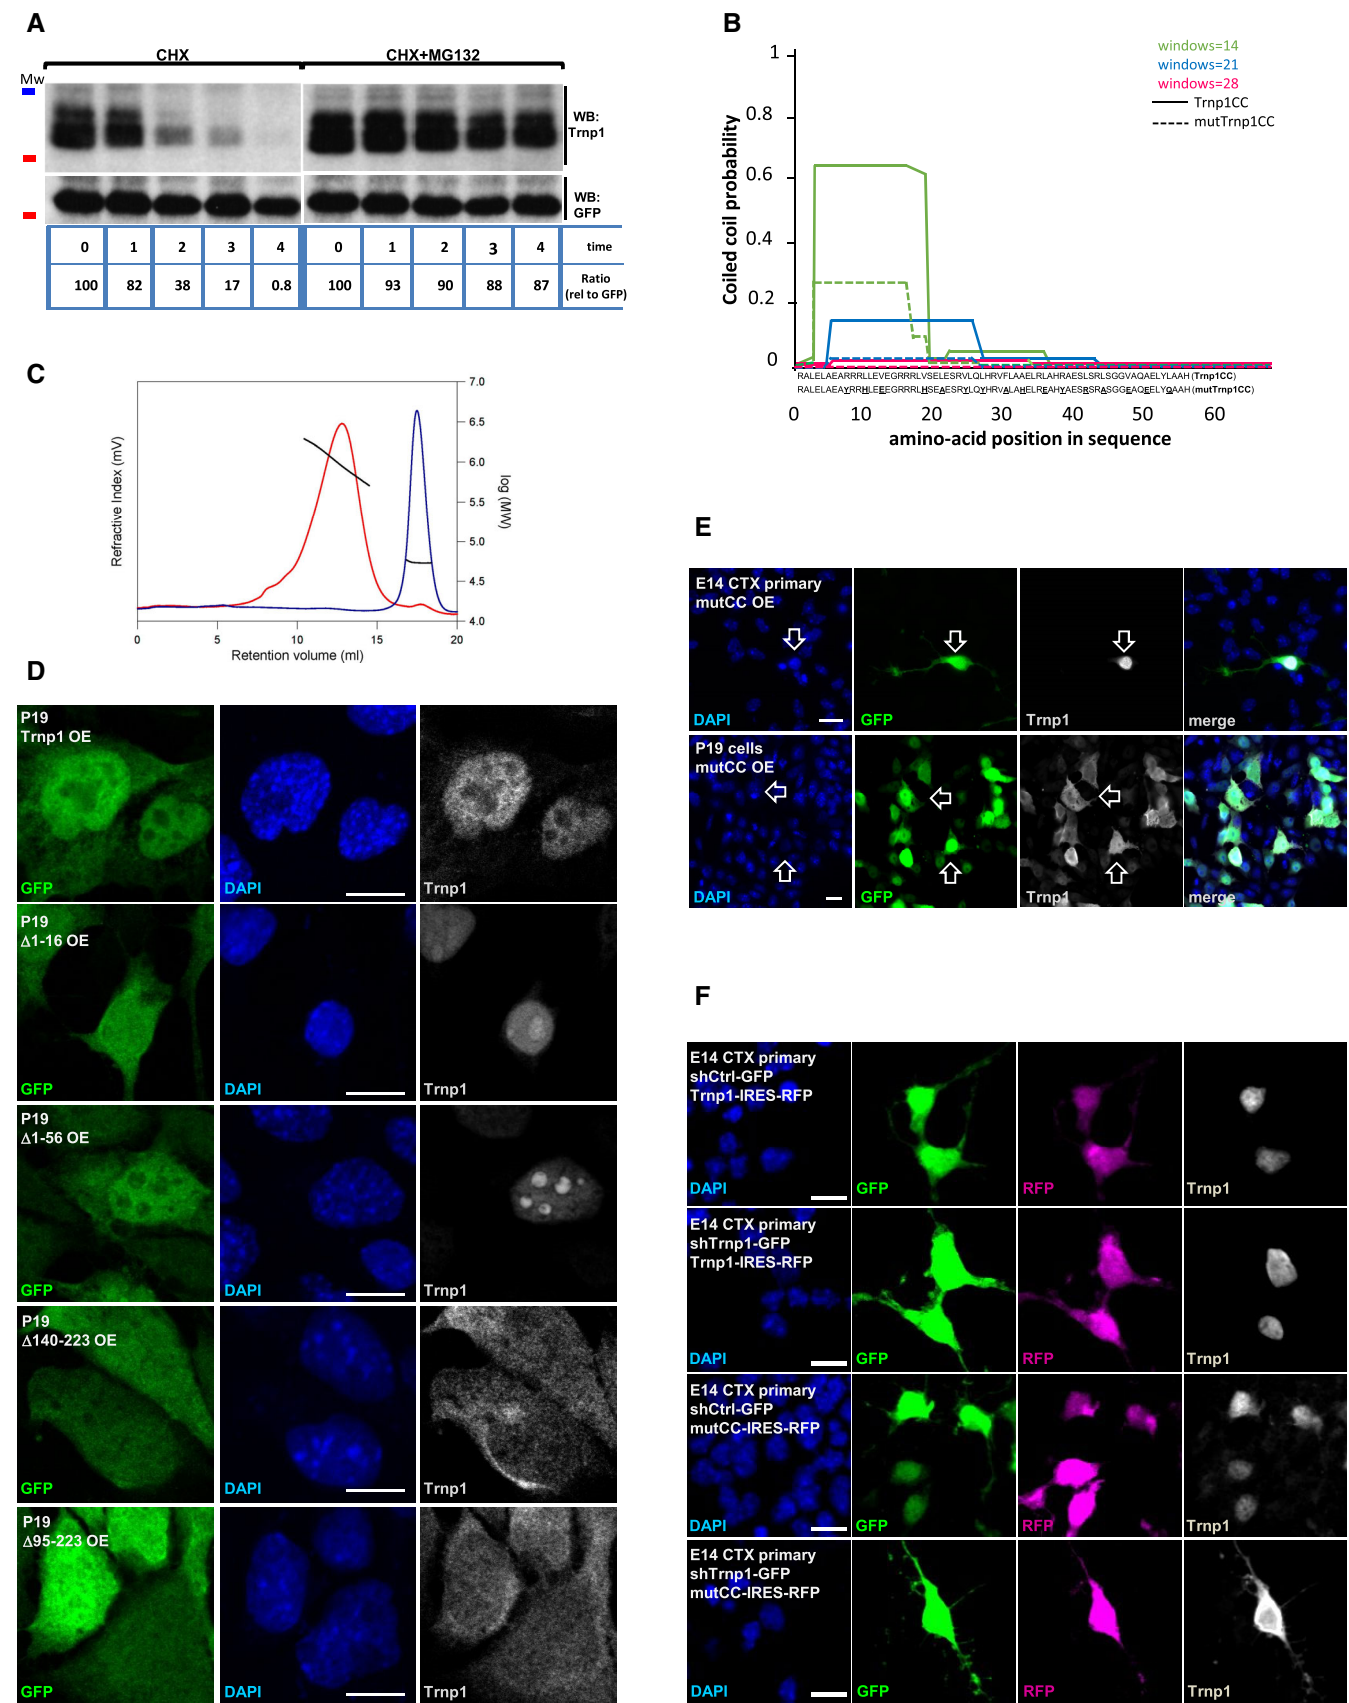 A
CHX
CHX+MG132
Mw
WB:
Trnp1
WB:
GFP
0 1 2 3 4 0 1 2 3 4 time
100 82 38 17 0.8 100 93 90 88 87 Ratio
(rel to GFP)
B
windows=14
windows=21
windows=28
Trnp1CC
mutTrnp1CC
Coiled coil probability
1
0.8
0.6
0.4
0.2
0
RALELAEARRRLLEVEGRRRLVSELESRVLQLHRVFLAAELRLAHRAESLSRLSGGVAQAELYLAAH (Trnp1CC)
RALELAEAYRRHLEEEGRRRLHSEAESRYLQYHRVALAHELREAHYAESRSRASGGEAQEELYQAAH (mutTrnp1CC)
0 10 20 30 40 50 60
amino-acid position in sequence
C
Refractive Index (mV)
7.0
6.5
6.0
5.5
5.0
4.5
4.0
log (MW)
0 5 10 15 20
Retention volume (ml)
D
P19
Trnp1 OE
GFP
DAPI
Trnp1
P19
Δ1-16 OE
GFP
DAPI
Trnp1
P19
Δ1-56 OE
GFP
DAPI
Trnp1
P19
Δ140-223 OE
GFP
DAPI
Trnp1
P19
Δ95-223 OE
GFP
DAPI
Trnp1
E
E14 CTX primary
mutCC OE
DAPI
GFP
Trnp1
merge
P19 cells
mutCC OE
DAPI
GFP
Trnp1
merge
F
E14 CTX primary
shCtrl-GFP
Trnp1-IRES-RFP
DAPI
GFP
RFP
Trnp1
E14 CTX primary
shTrnp1-GFP
Trnp1-IRES-RFP
DAPI
GFP
RFP
Trnp1
E14 CTX primary
shCtrl-GFP
mutCC-IRES-RFP
DAPI
GFP
RFP
Trnp1
E14 CTX primary
shTrnp1-GFP
mutCC-IRES-RFP
DAPI
GFP
RFP
Trnp1